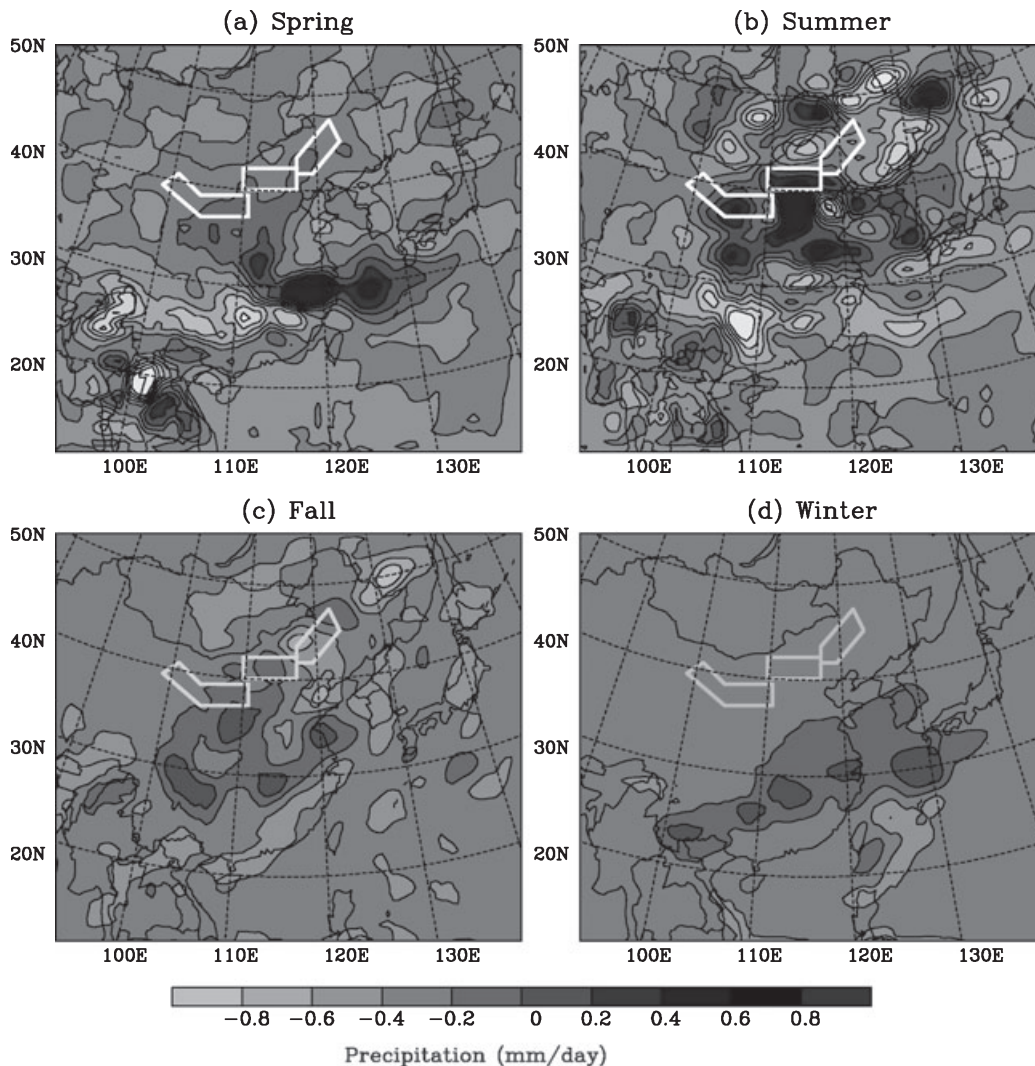 (a) Spring
(b) Summer
50N
40N
30N
20N
100E 110E 120E 130E
50N
40N
30N
20N
100E 110E 120E 130E
(c) Fall
(d) Winter
50N
40N
30N
20N
100E 110E 120E 130E
50N
40N
30N
20N
100E 110E 120E 130E
−0.8 −0.6 −0.4 −0.2 0 0.2 0.4 0.6 0.8
Precipitation (mm/day)